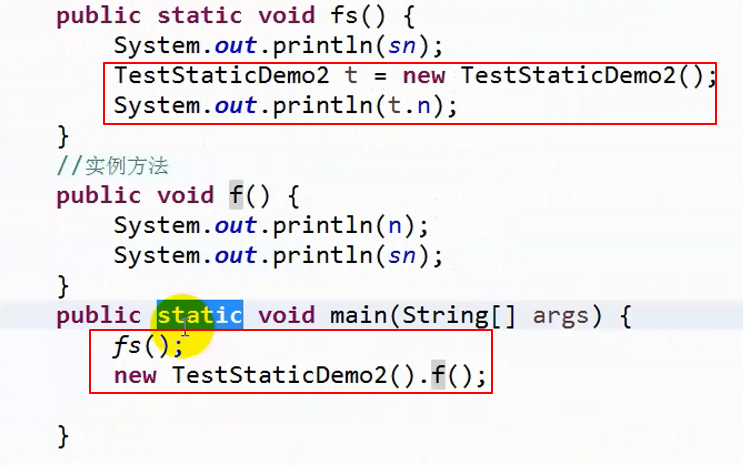 public static void fs() {
System.out.println(sn);
TestStaticDemo2 t = new TestStaticDemo2();
System.out.println(t.n);
}
//实例方法
public void f() {
System.out.println(n);
System.out.println(sn);
}
public static void main(String[] args) {
fs();
new TestStaticDemo2().f();
}